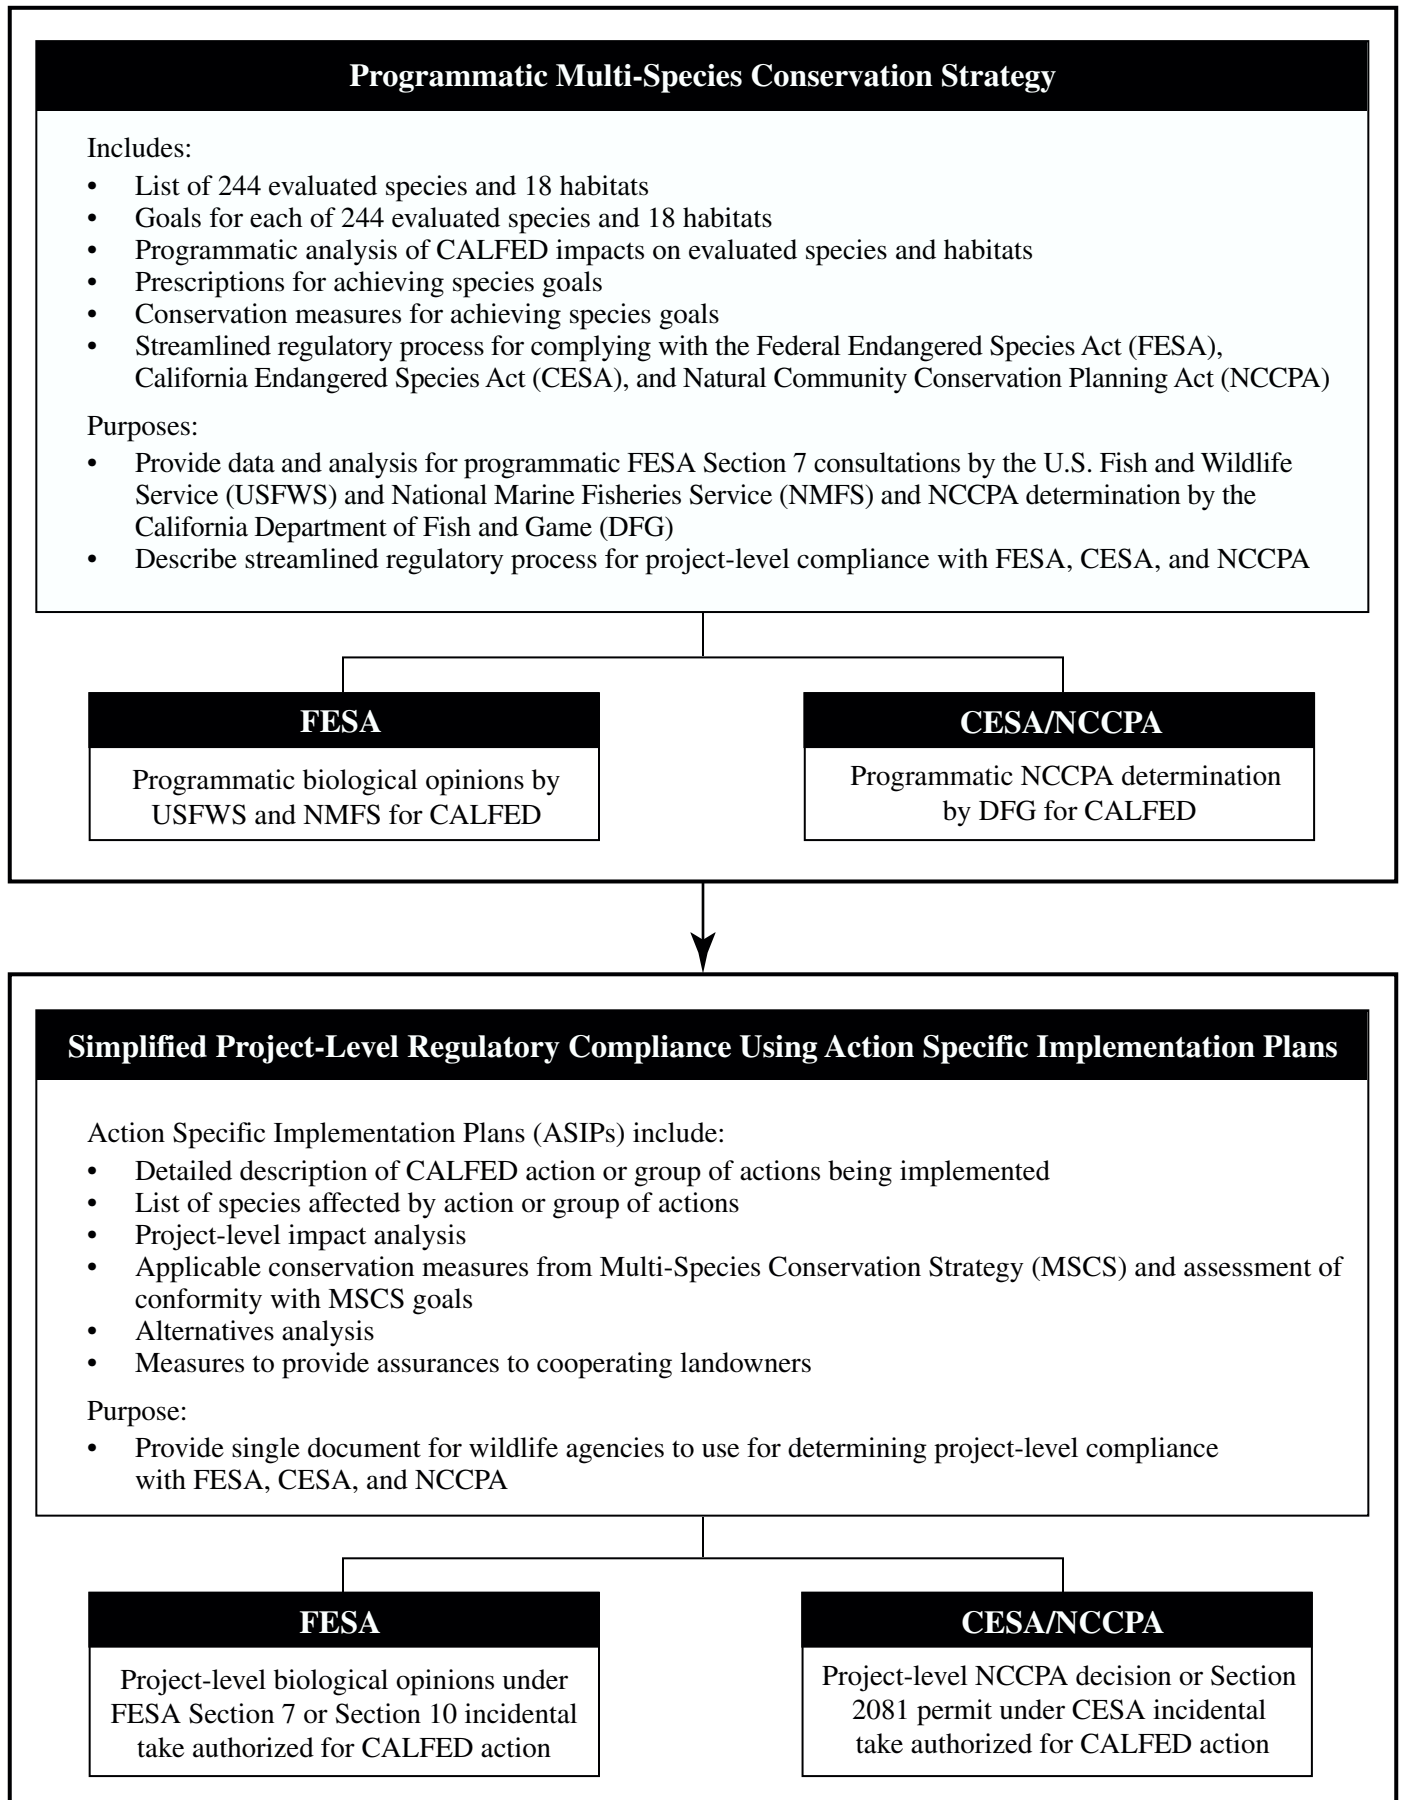 Programmatic Multi-Species Conservation Strategy
Includes:
• List of 244 evaluated species and 18 habitats
• Goals for each of 244 evaluated species and 18 habitats
• Programmatic analysis of CALFED impacts on evaluated species and habitats
• Prescriptions for achieving species goals
• Conservation measures for achieving species goals
• Streamlined regulatory process for complying with the Federal Endangered Species Act (FESA),
California Endangered Species Act (CESA), and Natural Community Conservation Planning Act (NCCPA)
Purposes:
• Provide data and analysis for programmatic FESA Section 7 consultations by the U.S. Fish and Wildlife
Service (USFWS) and National Marine Fisheries Service (NMFS) and NCCPA determination by the
California Department of Fish and Game (DFG)
• Describe streamlined regulatory process for project-level compliance with FESA, CESA, and NCCPA
FESA
Programmatic biological opinions by
USFWS and NMFS for CALFED
CESA/NCCPA
Programmatic NCCPA determination
by DFG for CALFED
Simplified Project-Level Regulatory Compliance Using Action Specific Implementation Plans
Action Specific Implementation Plans (ASIPs) include:
• Detailed description of CALFED action or group of actions being implemented
• List of species affected by action or group of actions
• Project-level impact analysis
• Applicable conservation measures from Multi-Species Conservation Strategy (MSCS) and assessment of
conformity with MSCS goals
• Alternatives analysis
• Measures to provide assurances to cooperating landowners
Purpose:
• Provide single document for wildlife agencies to use for determining project-level compliance
with FESA, CESA, and NCCPA
FESA
Project-level biological opinions under
FESA Section 7 or Section 10 incidental
take authorized for CALFED action
CESA/NCCPA
Project-level NCCPA decision or Section
2081 permit under CESA incidental
take authorized for CALFED action